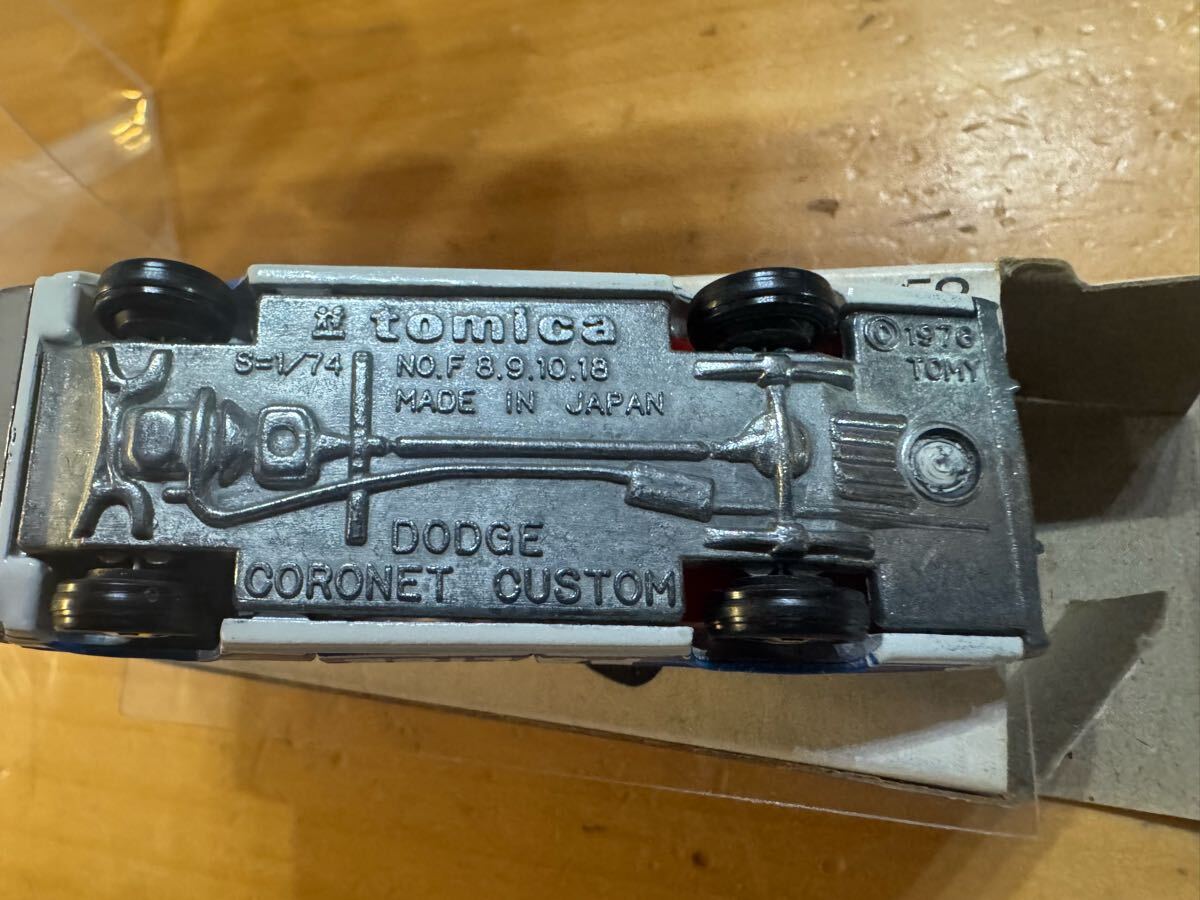 tomica
S=1/74
NO.F 8.9.10.18
MADE IN JAPAN
DODGE
CORONET CUSTOM
©1976
TOMY